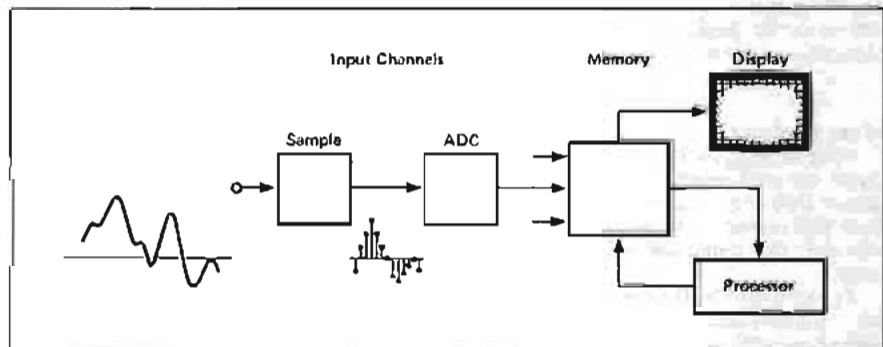 Input Channels
Memory
Display
Sample
ADC
Processor